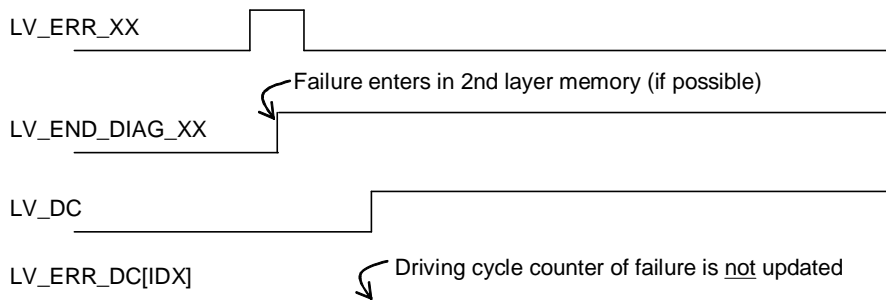 LV_ERR_XX
Failure enters in 2nd layer memory (if possible)
LV_END_DIAG_XX
LV_DC
Driving cycle counter of failure is not updated
LV_ERR_DC[IDX]